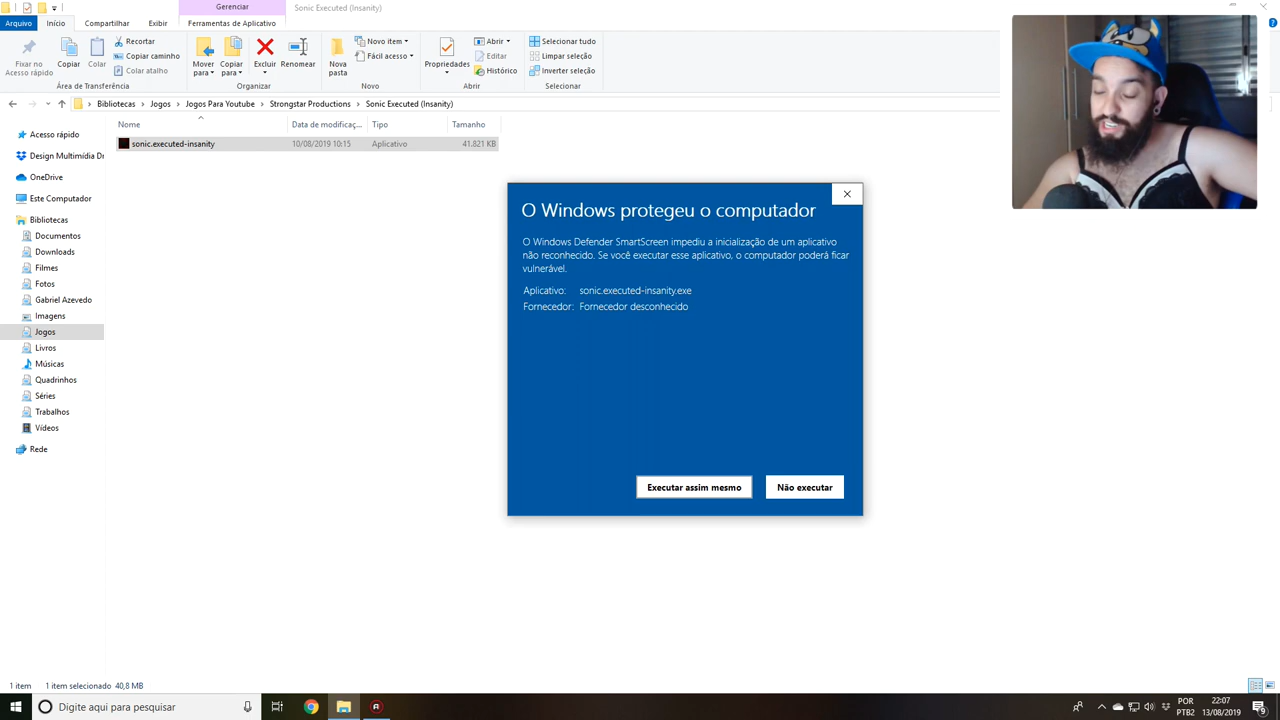 Gerenciar
Sonic Executed (Insanity)
Arquivo
Início
Compartilhar
Exibir
Ferramentas de Aplicativo
Fixar no
Acesso rápido
Copiar
Colar
Recortar
Copiar caminho
Colar atalho
Área de Transferência
Mover
para
Copiar
para
Excluir
Renomear
Organizar
Nova
pasta
Novo item
Fácil acesso
Novo
Propriedades
Abrir
Editar
Histórico
Abrir
Selecionar tudo
Limpar seleção
Inverter seleção
Selecionar
Bibliotecas
Jogos
Jogos Para Youtube
Strongstar Productions
Sonic Executed (Insanity)
Nome
Data de modificaç...
Tipo
Tamanho
sonic.executed-insanity
10/08/2019 10:15
Aplicativo
41.821 KB
Acesso rápido
Design Multimídia Dr
OneDrive
Este Computador
Bibliotecas
Documentos
Downloads
Filmes
Fotos
Gabriel Azevedo
Imagens
Jogos
Livros
Músicas
Quadrinhos
Séries
Trabalhos
Vídeos
Rede
O Windows protegeu o computador
O Windows Defender SmartScreen impediu a inicialização de um aplicativo
não reconhecido. Se você executar esse aplicativo, o computador poderá ficar
vulnerável.
Aplicativo: sonic.executed-insanity.exe
Fornecedor: Fornecedor desconhecido
Executar assim mesmo
Não executar
1 item
1 item selecionado 40,8 MB
Digite aqui para pesquisar
POR
PTB2
22:07
13/08/2019